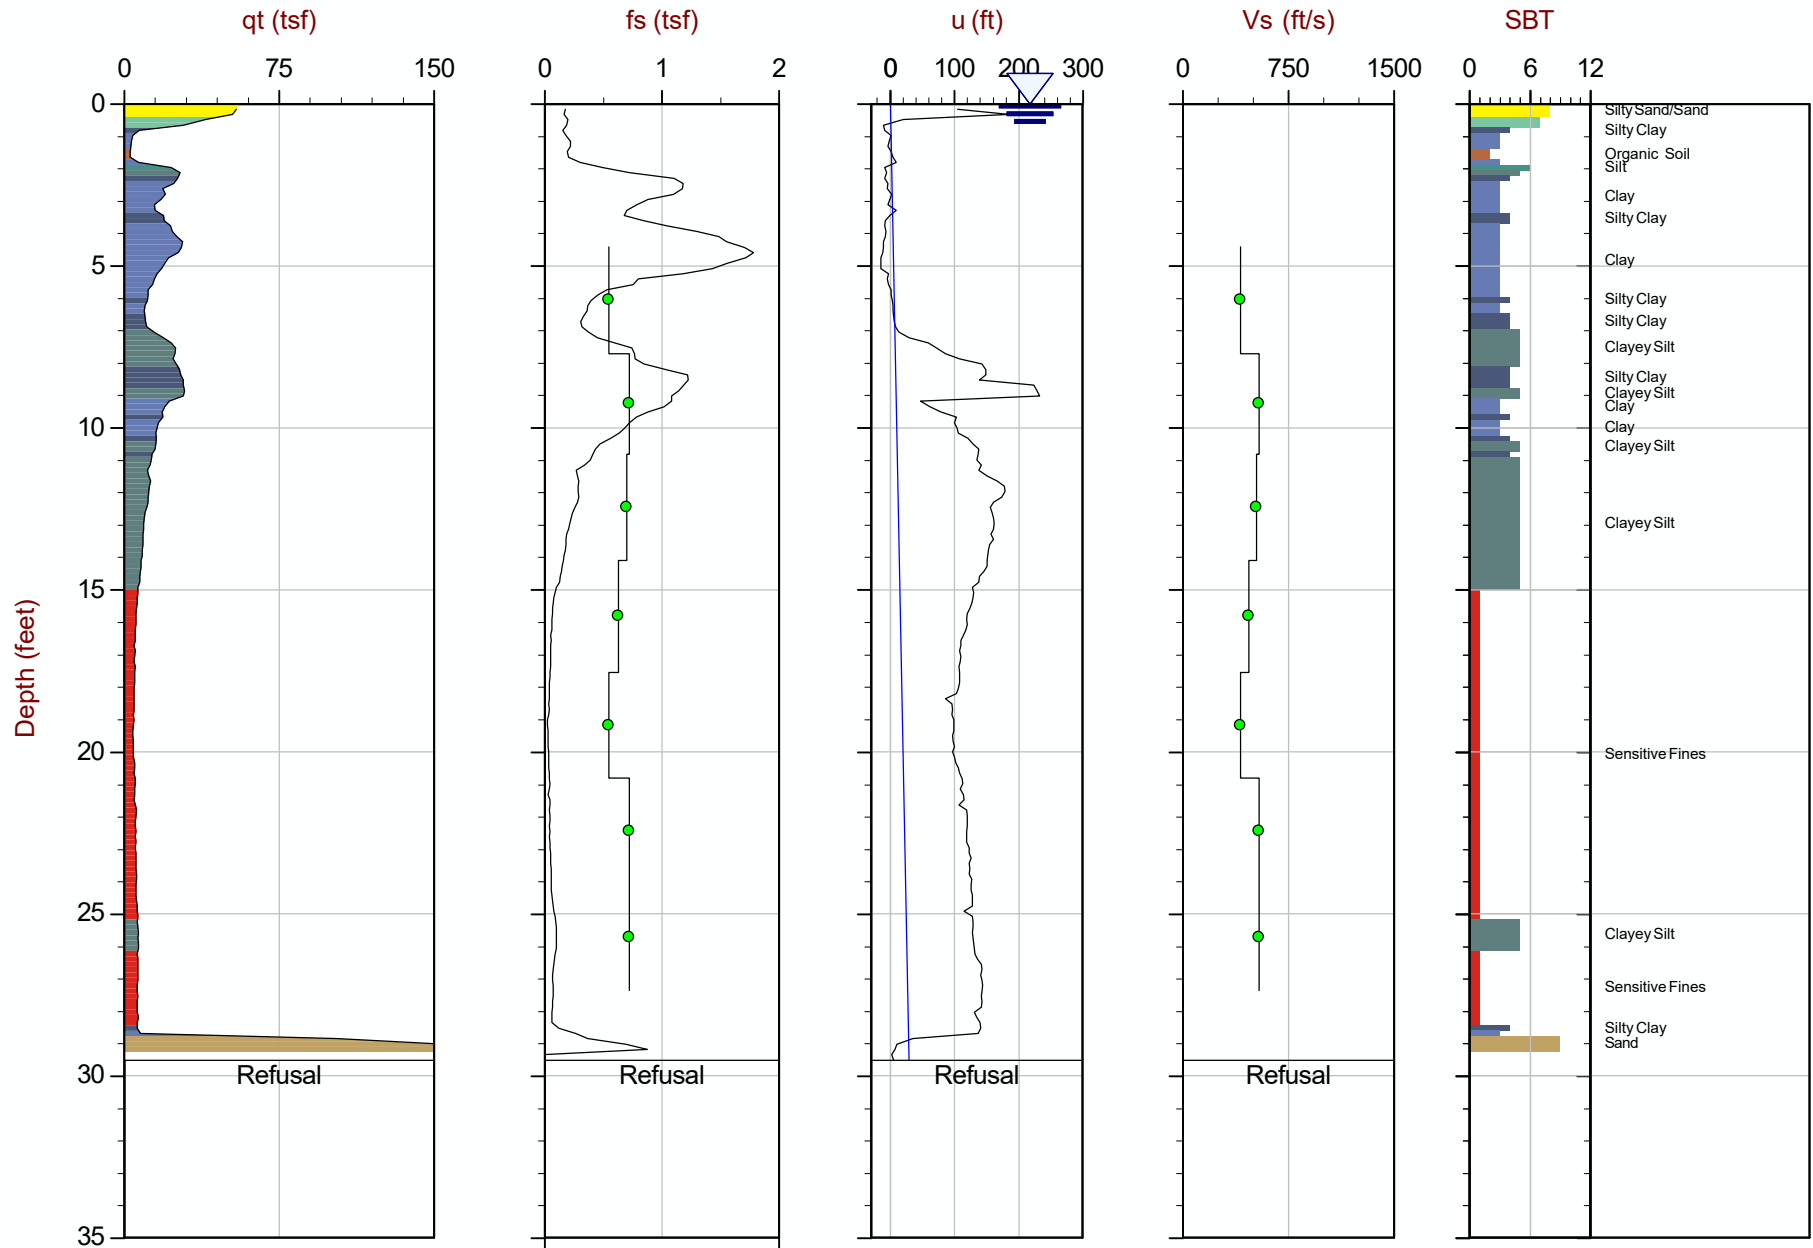 qt (tsf) fs (tsf) u (ft) Vs (ft/s) SBT
0 75 150 0 1 2 0 100 200 300 0 750 1500 0 6 12
0
Silty Sand/Sand
Silty Clay
Organic Soil
Silt
Clay
Silty Clay
Clay
5
Silty Clay
Silty Clay
Clayey Silt
Silty Clay
Clayey Silt
Clay
Clay
10
Clayey Silt
Clayey Silt
15
Depth (feet)
20
Sensitive Fines
25
Clayey Silt
Sensitive Fines
Silty Clay
Sand
30
Refusal Refusal Refusal Refusal
35